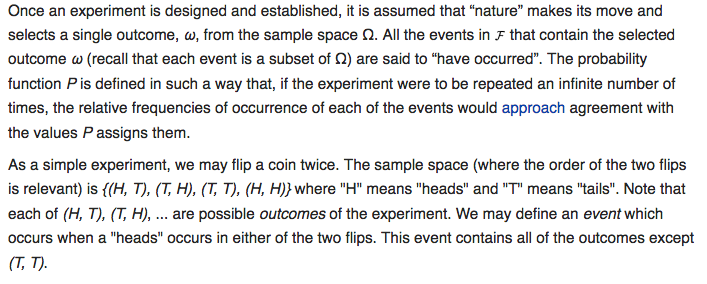 Once an experiment is designed and established, it is assumed that “nature” makes its move and
selects a single outcome, ω, from the sample space Ω. All the events in ℱ that contain the selected
outcome ω (recall that each event is a subset of Ω) are said to “have occurred”. The probability
function P is defined in such a way that, if the experiment were to be repeated an infinite number of
times, the relative frequencies of occurrence of each of the events would approach agreement with
the values P assigns them.
As a simple experiment, we may flip a coin twice. The sample space (where the order of the two flips
is relevant) is {(H, T), (T, H), (T, T), (H, H)} where "H" means "heads" and "T" means "tails". Note that
each of (H, T), (T, H), ... are possible outcomes of the experiment. We may define an event which
occurs when a "heads" occurs in either of the two flips. This event contains all of the outcomes except
(T, T).